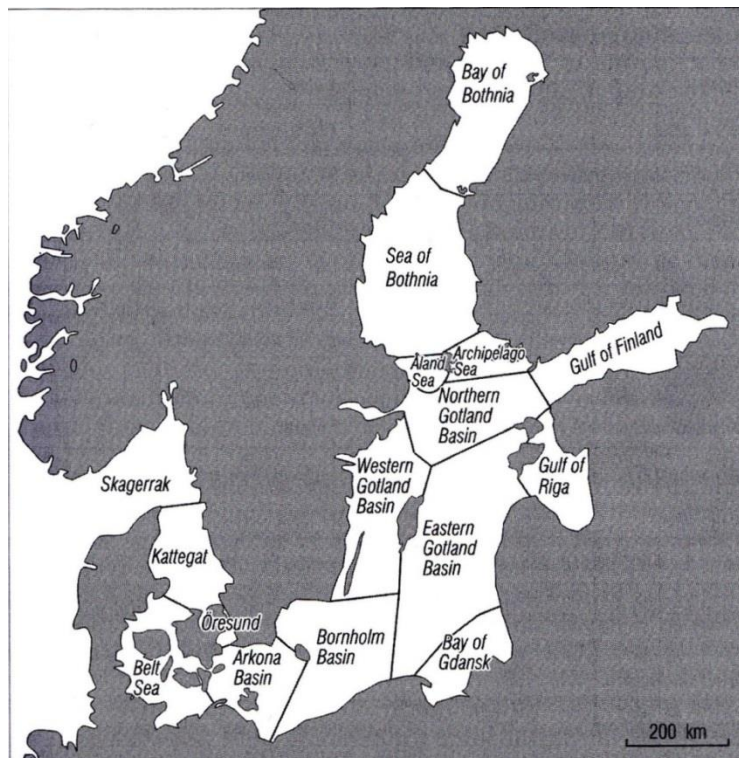 Bay of
Bothnia
Sea of
Bothnia
Åland
Sea
Archipelago
Sea
Gulf of Finland
Northern
Gotland
Basin
Western
Gotland
Basin
Gulf of
Riga
Skagerrak
Eastern
Gotland
Basin
Kattegat
Öresund
Bornholm
Basin
Arkona
Basin
Belt
Sea
Bay of
Gdansk
200 km